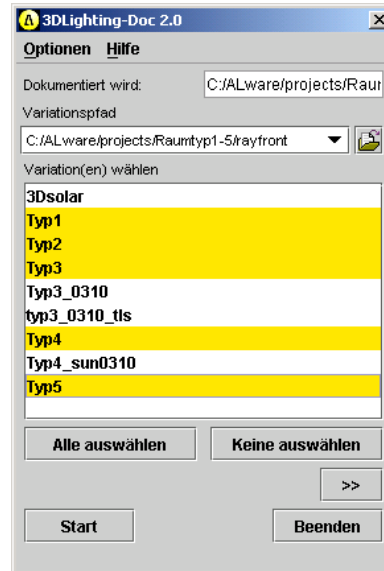 3DLighting-Doc 2.0
Optionen Hilfe
Dokumentiert wird: C:/ALware/projects/Raur
Variationspfad
C:/ALware/projects/Raumtyp1-5/rayfront
Variation(en) wählen
3Dsolar
Typ1
Typ2
Typ3
Typ3_0310
typ3_0310_tls
Typ4
Typ4_sun0310
Typ5
Alle auswählen Keine auswählen
>>
Start Beenden